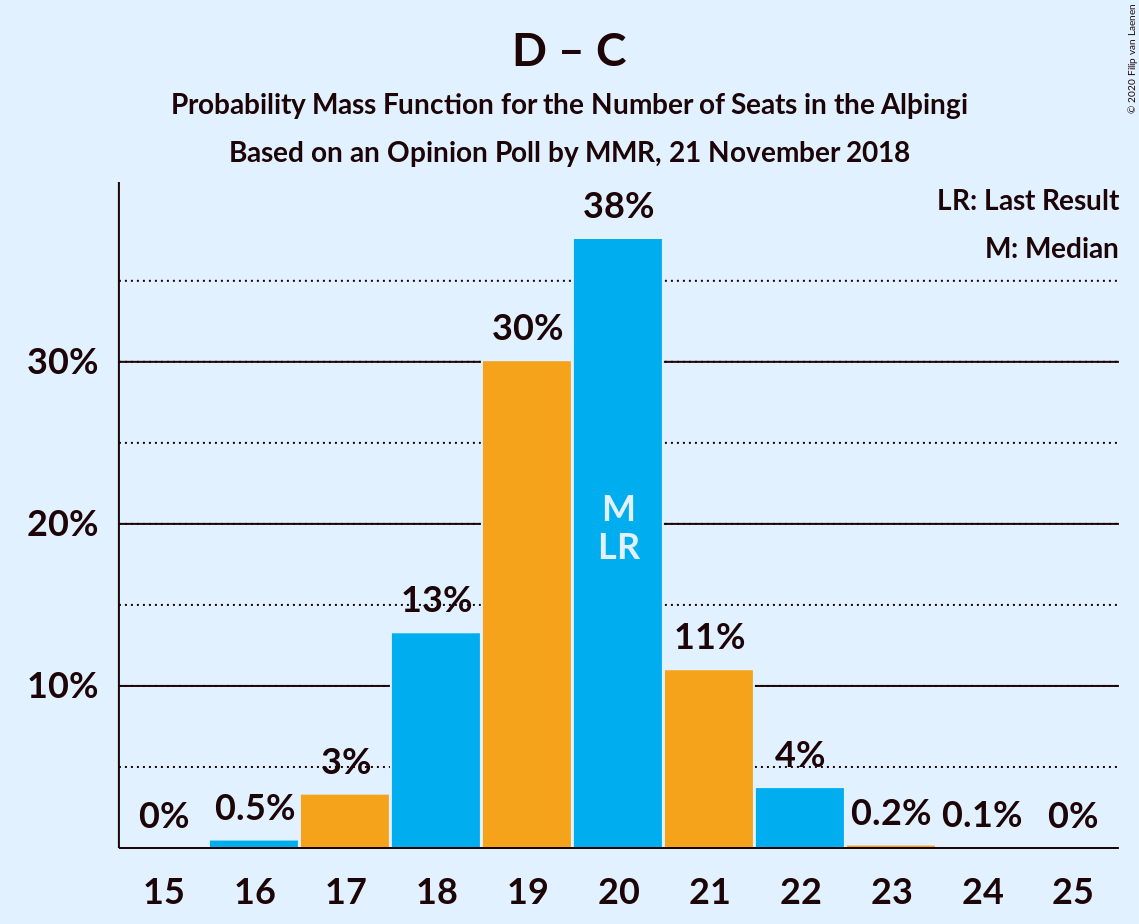 D – C
Probability Mass Function for the Number of Seats in the Alþingi
Based on an Opinion Poll by MMR, 21 November 2018
© 2020 Filip van Laenen
LR: Last Result
M: Median
38%
30%
30%
M
20%
LR
13%
11%
10%
3%
4%
0%
0.5%
0.2%
0.1%
0%
15 16 17 18 19 20 21 22 23 24 25